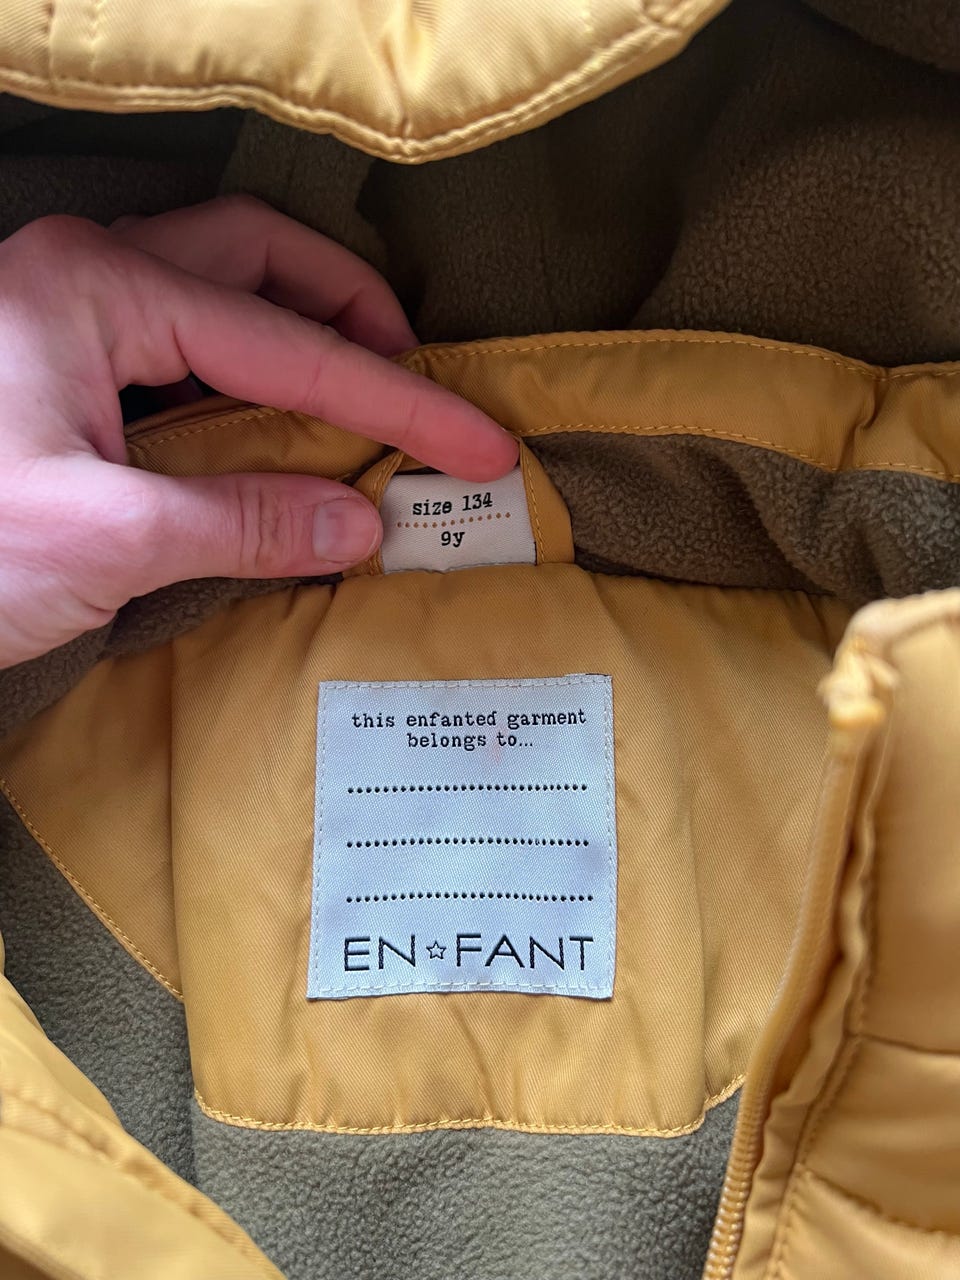 size 134
9y
this enfanted garment
belongs to...
EN☆FANT